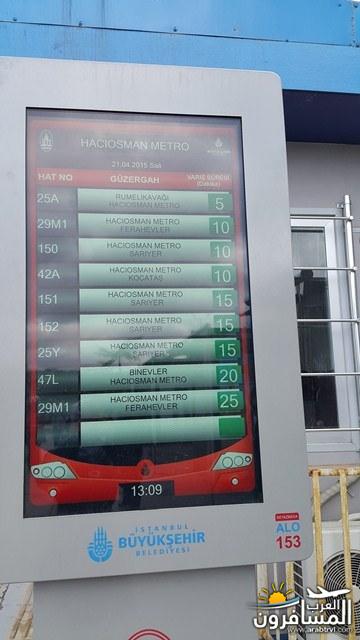 HACIOSMAN METRO
21.04.2015 Salı
HAT NO GÜZERGAH VARIŞ SÜRESİ (Dakika)
25A RUMELİKAVAĞI HACIOSMAN METRO 5
29M1 HACIOSMAN METRO FERAHEVLER 10
150 HACIOSMAN METRO SARIYER 10
42A HACIOSMAN METRO KOCATAŞ 10
151 HACIOSMAN METRO SARIYER 15
152 HACIOSMAN METRO SARIYER 15
25Y HACIOSMAN METRO SARIYER 15
47L BİNEVLER HACIOSMAN METRO 20
29M1 HACIOSMAN METRO FERAHEVLER 25
13:09
İSTANBUL
BÜYÜKŞEHİR
BELEDİYESİ
BEYAZMASA
ALO
153
العرب
المسافرون
www.arabtrvl.com